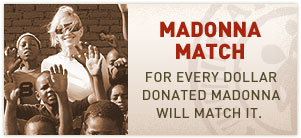 MADONNA
MATCH
FOR EVERY DOLLAR
DONATED MADONNA
WILL MATCH IT.